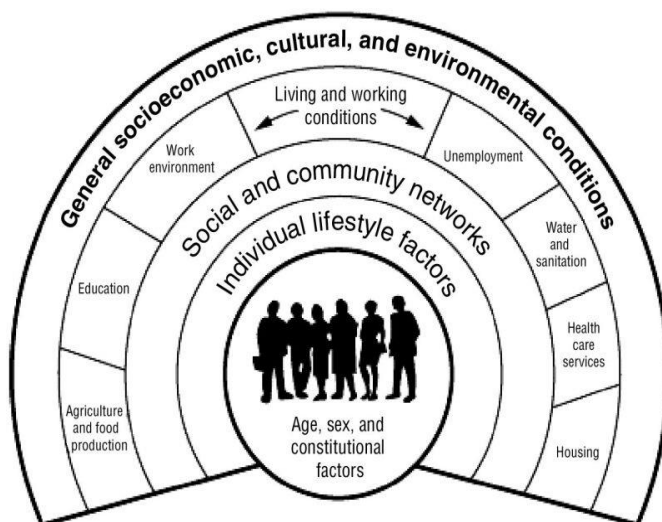 General socioeconomic, cultural, and environmental conditions
Living and working
conditions
Work
environment
Unemployment
Education
Water
and
sanitation
Agriculture
and food
production
Health
care
services
Housing
Social and community networks
Individual lifestyle factors
Age, sex, and
constitutional
factors